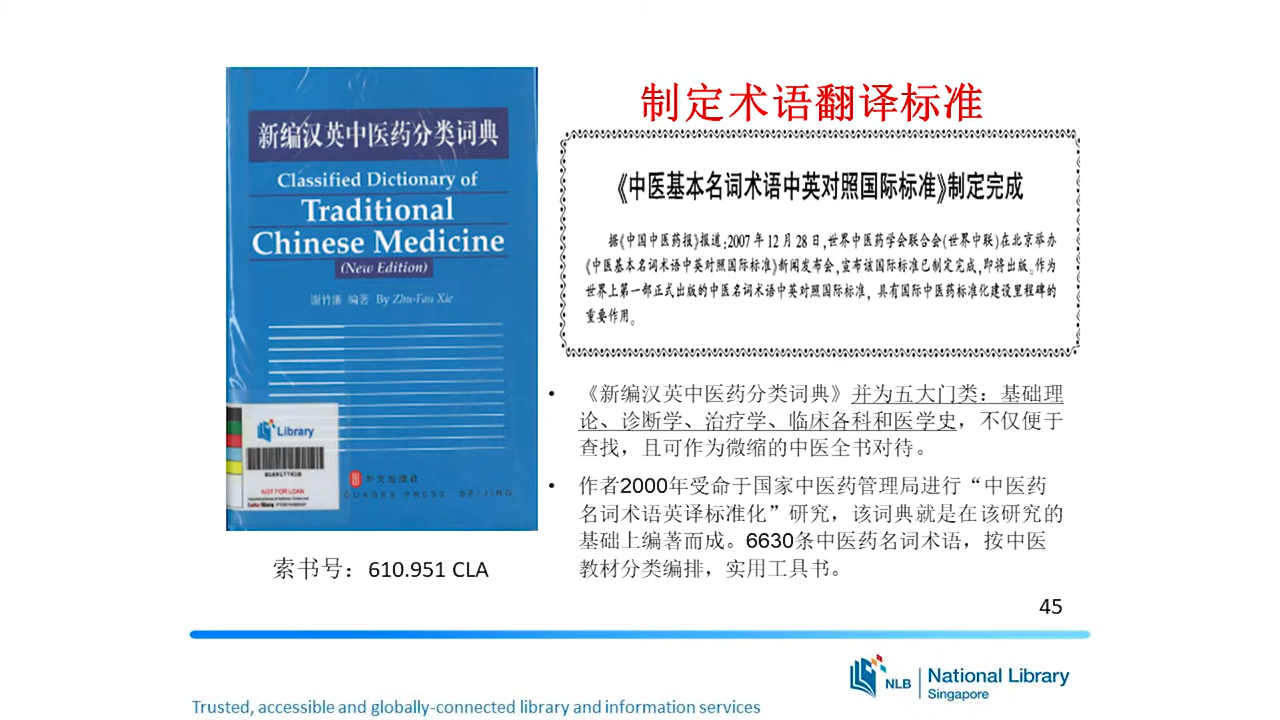 新编汉英中医药分类词典
Classified Dictionary of
Traditional
Chinese Medicine
(New Edition)
谢竹藩 编著 By Zhu-Fan Xie
Library
NOT FOR LOAN
外文出版社
GUAGES PRESS BEIJING
索书号：610.951 CLA
制定术语翻译标准
《中医基本名词术语中英对照国际标准》制定完成
据《中国中医药报》报道:2007年12月28日,世界中医药学会联合会(世界中联)在北京举办
《中医基本名词术语中英对照国际标准》新闻发布会,宣布该国际标准已制定完成,即将出版。作为
世界上第一部正式出版的中医名词术语中英对照国际标准，具有国际中医药标准化建设里程碑的
重要作用。
• 《新编汉英中医药分类词典》并为五大门类：基础理
论、诊断学、治疗学、临床各科和医学史，不仅便于
查找，且可作为微缩的中医全书对待。
• 作者2000年受命于国家中医药管理局进行“中医药
名词术语英译标准化”研究，该词典就是在该研究的
基础上编著而成。6630条中医药名词术语，按中医
教材分类编排，实用工具书。
45
NLB
National Library
Singapore
Trusted, accessible and globally-connected library and information services